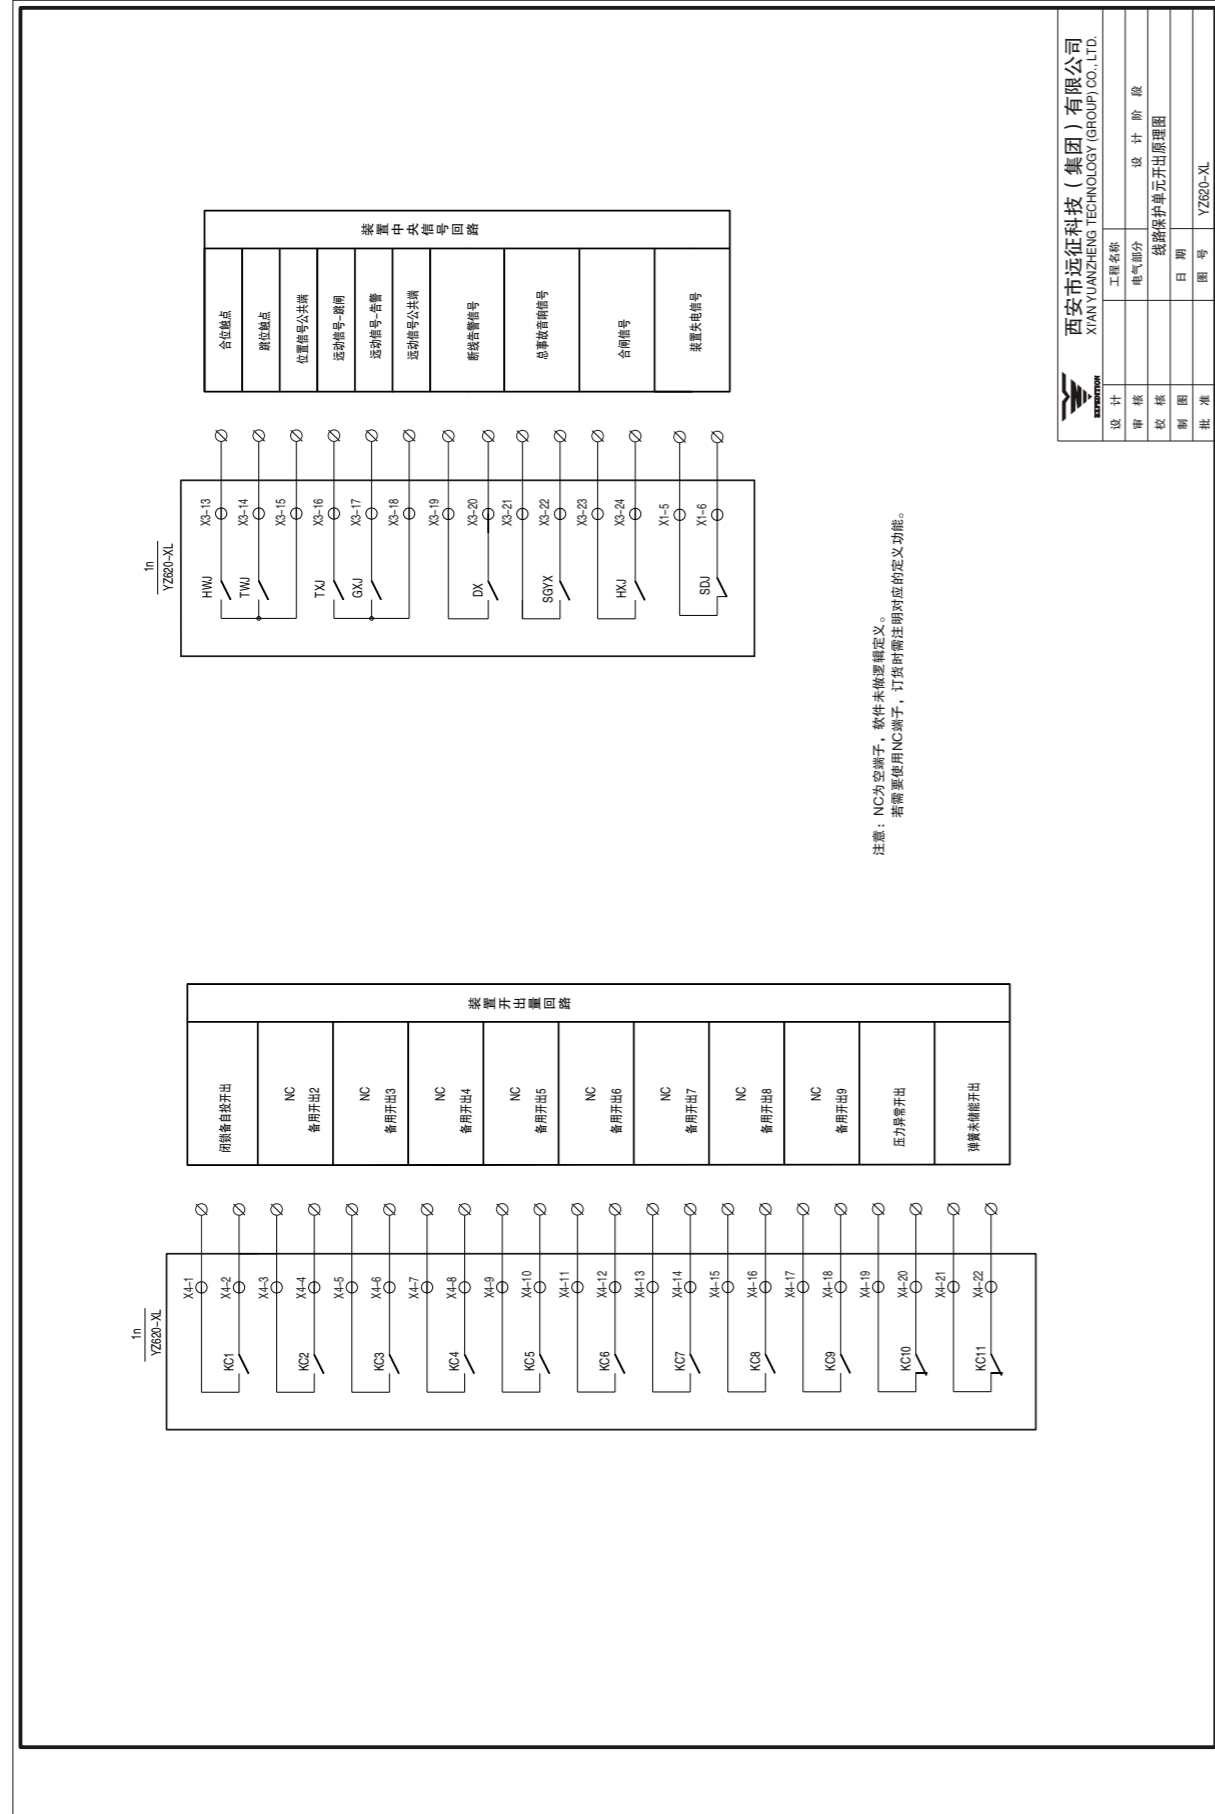 1n
YZ620-XL
X4-1
X4-2
X4-3
X4-4
X4-5
X4-6
X4-7
X4-8
X4-9
X4-10
X4-11
X4-12
X4-13
X4-14
X4-15
X4-16
X4-17
X4-18
X4-19
X4-20
X4-21
X4-22
KC1
KC2
KC3
KC4
KC5
KC6
KC7
KC8
KC9
KC10
KC11
装置开出量回路
闭锁备自投开出
NC
备用开出2
NC
备用开出3
NC
备用开出4
NC
备用开出5
NC
备用开出6
NC
备用开出7
NC
备用开出8
NC
备用开出9
压力异常开出
弹簧未储能开出
1n
YZ620-XL
X3-13
X3-14
X3-15
X3-16
X3-17
X3-18
X3-19
X3-20
X3-21
X3-22
X3-23
X3-24
X1-5
X1-6
HWJ
TWJ
TXJ
GXJ
DX
SGYX
HXJ
SDJ
装置中央信号回路
合位触点
跳位触点
位置信号公共端
远动信号-跳闸
远动信号-告警
远动信号公共端
断线告警信号
总事故音响信号
合闸信号
装置失电信号
注意：NC为空端子，软件未做逻辑定义。
若需要使用NC端子，订货时需注明对应的定义功能。
EXPEDITION
西安市远征科技（集团）有限公司
XI'AN YUANZHENG TECHNOLOGY (GROUP) CO., LTD.
设 计
工程名称
审 核
电气部分
设 计 阶 段
校 核
线路保护单元开出原理图
制 图
日 期
批 准
图 号
YZ620-XL